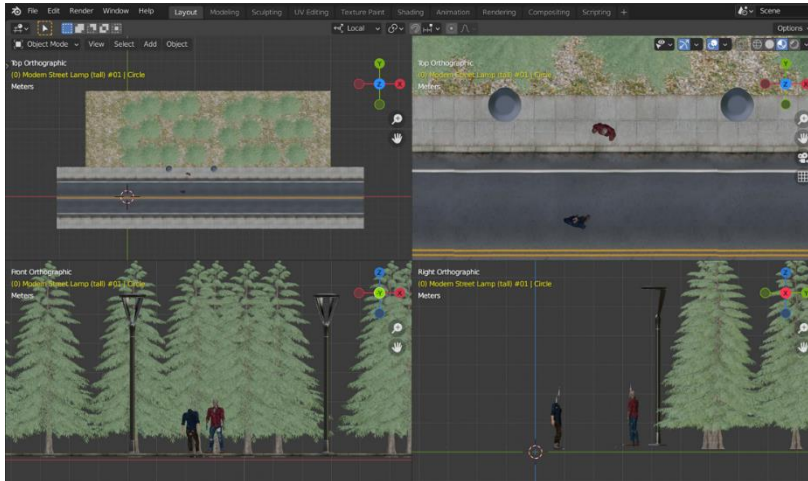 File Edit Render Window Help Layout Modeling Sculpting UV Editing Texture Paint Shading Animation Rendering Compositing Scripting + Scene
Local Options
Object Mode View Select Add Object
Top Orthographic
(0) Modern Street Lamp (tall) #01 | Circle
Meters
Y
Z
X
Top Orthographic
(0) Modern Street Lamp (tall) #01 | Circle
Meters
Y
Z
Front Orthographic
(0) Modern Street Lamp (tall) #01 | Circle
Meters
Z
Y
X
Right Orthographic
(0) Modern Street Lamp (tall) #01 | Circle
Meters
Z
X
Y